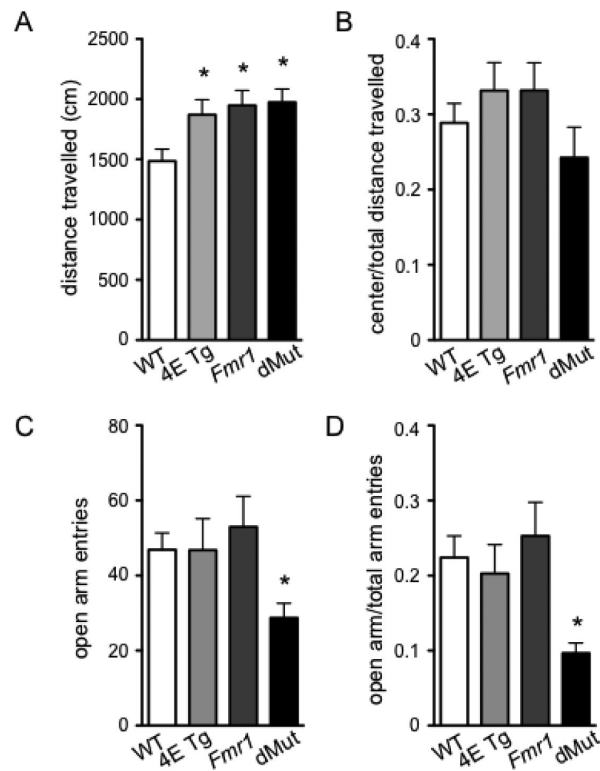 A
distance travelled (cm)
2500
2000
1500
1000
500
0
* * *
WT 4E Tg Fmr1 dMut
B
center/total distance travelled
0.4
0.3
0.2
0.1
0
WT 4E Tg Fmr1 dMut
C
open arm entries
80
60
40
20
0
*
WT 4E Tg Fmr1 dMut
D
open arm/total arm entries
0.4
0.3
0.2
0.1
0
*
WT 4E Tg Fmr1 dMut